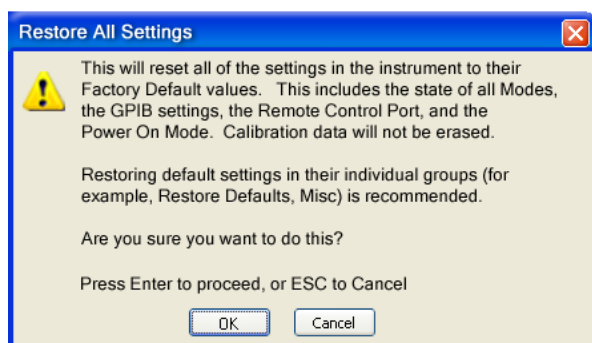 Restore All Settings
This will reset all of the settings in the instrument to their
Factory Default values. This includes the state of all Modes,
the GPIB settings, the Remote Control Port, and the
Power On Mode. Calibration data will not be erased.
Restoring default settings in their individual groups (for
example, Restore Defaults, Misc) is recommended.
Are you sure you want to do this?
Press Enter to proceed, or ESC to Cancel
OK
Cancel